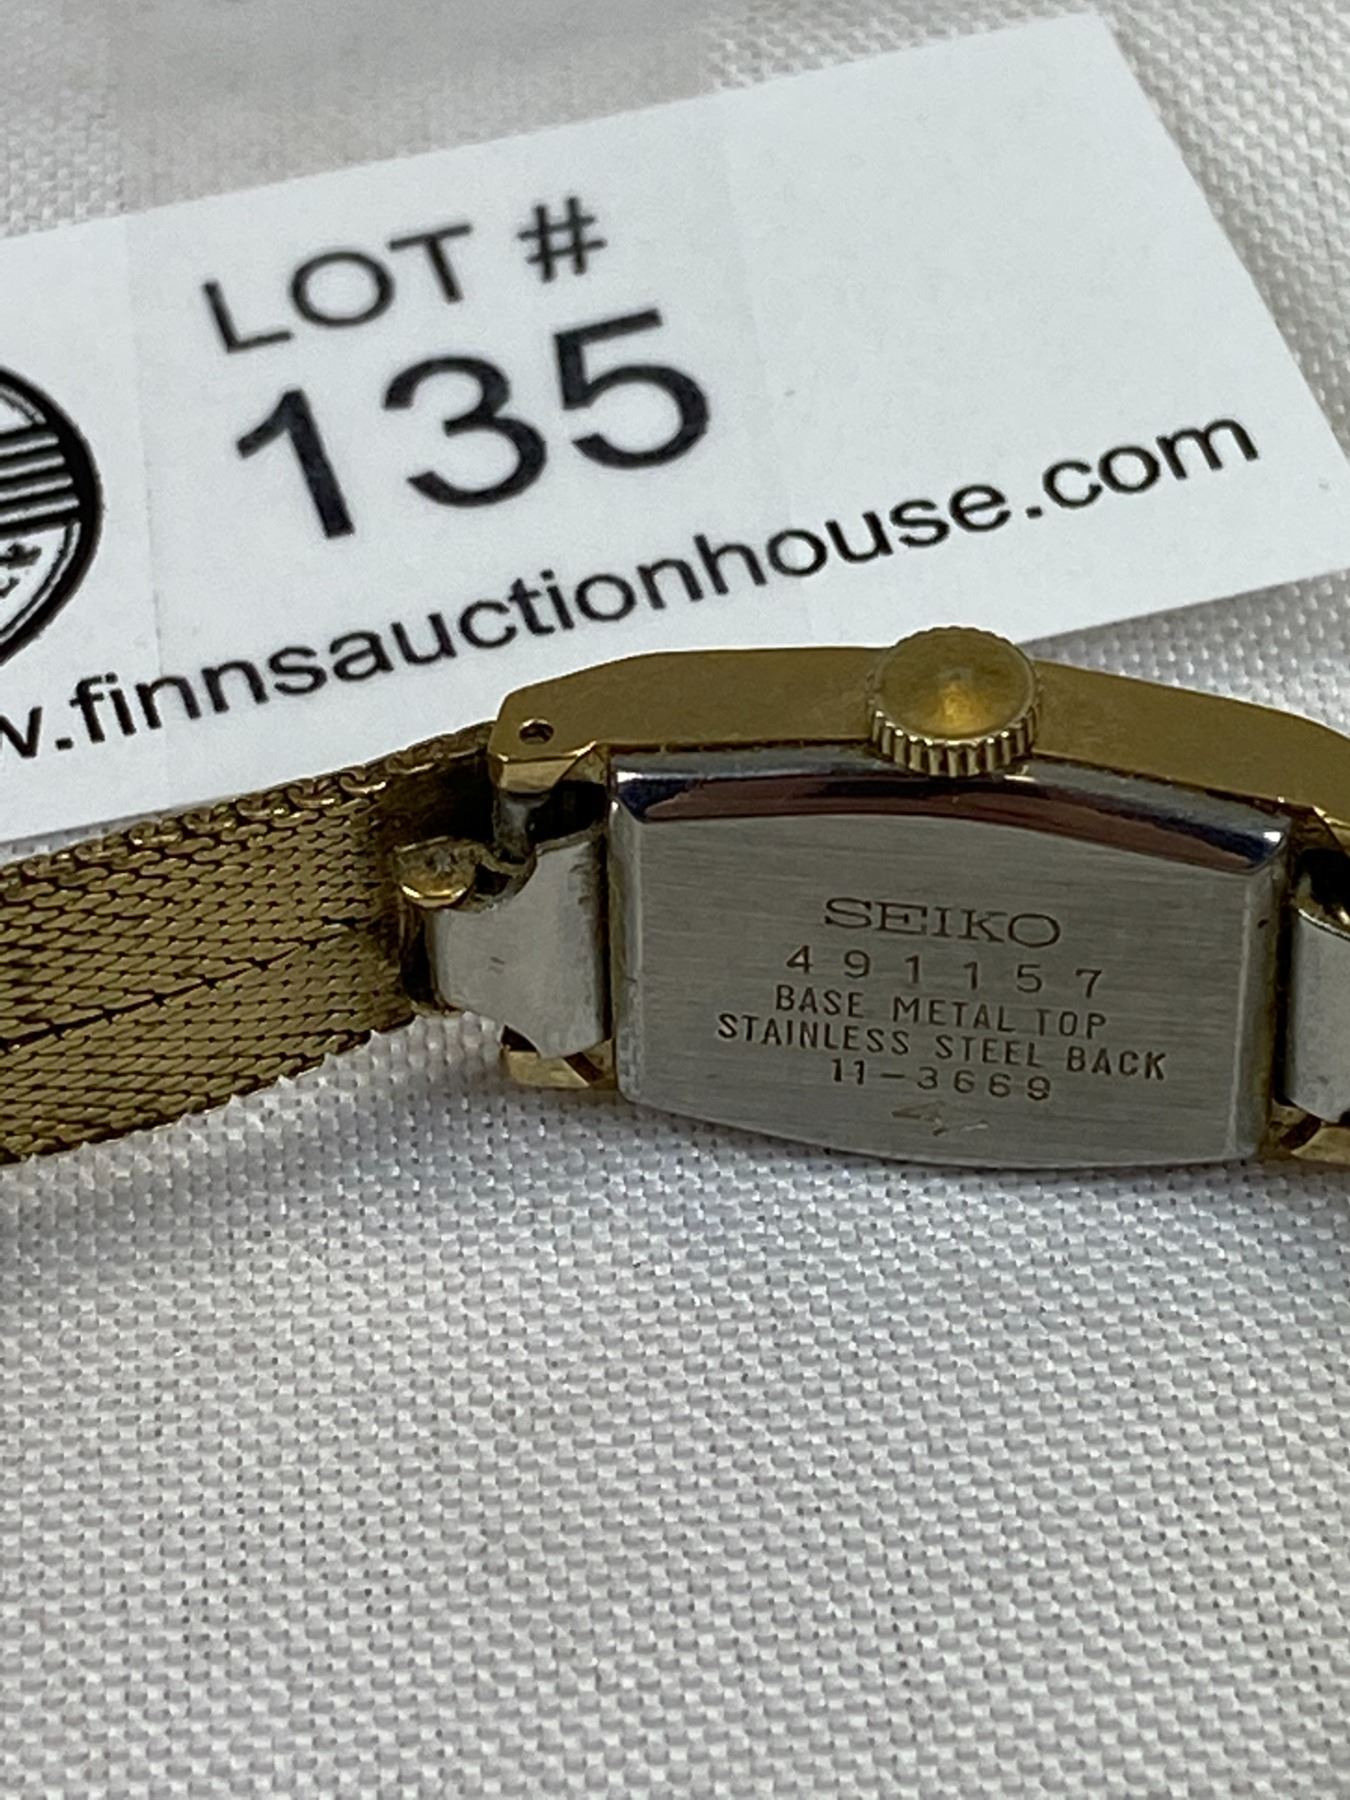 LOT #
135
w.finnsauctionhouse.com
SEIKO
491157
BASE METAL TOP
STAINLESS STEEL BACK
11-3669